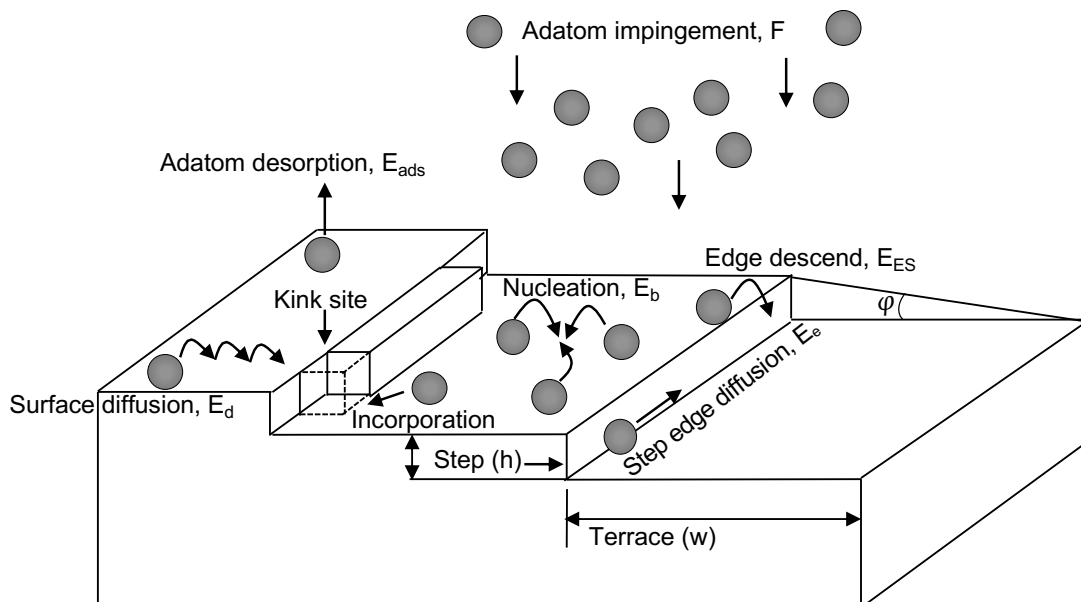 Adatom impingement, F
Adatom desorption, E_ads
Edge descend, E_ES
Kink site
Nucleation, E_b
φ
Surface diffusion, E_d
Incorporation
Step edge diffusion, E_e
Step (h)
Terrace (w)